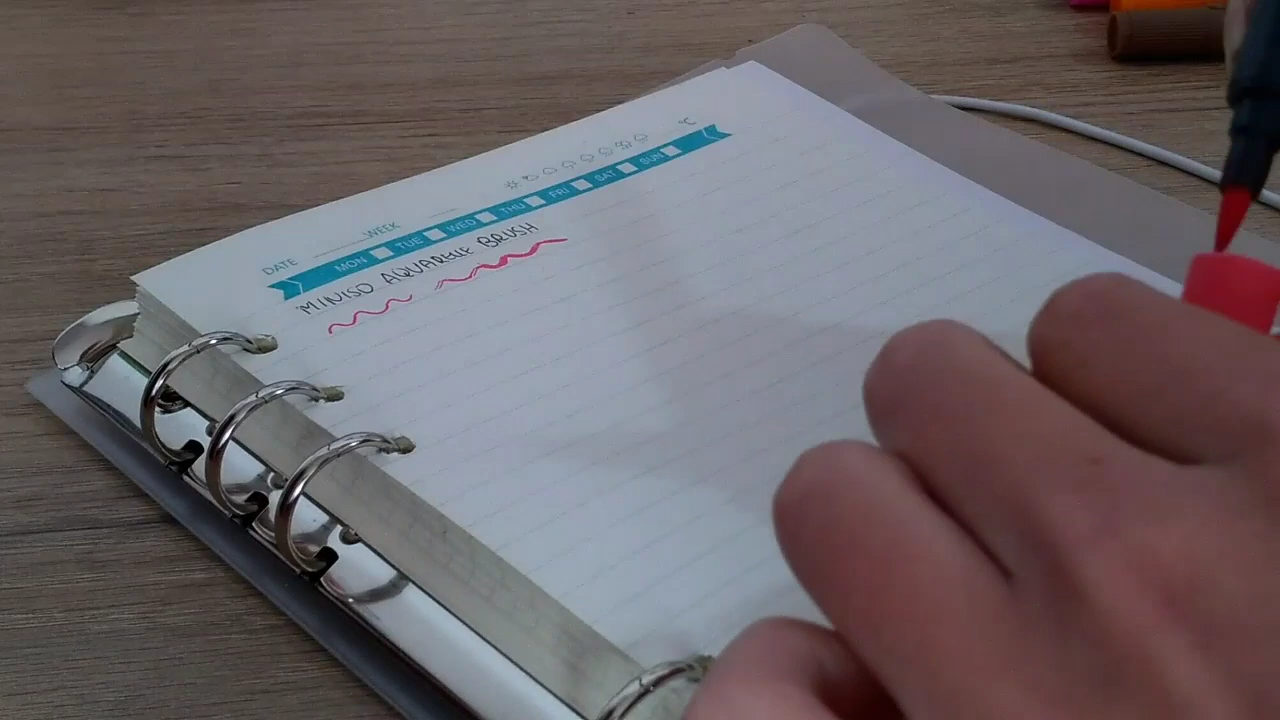 °C
DATE WEEK
MON TUE WED THU FRI SAT SUN
MINISO AQUARELLE BRUSH